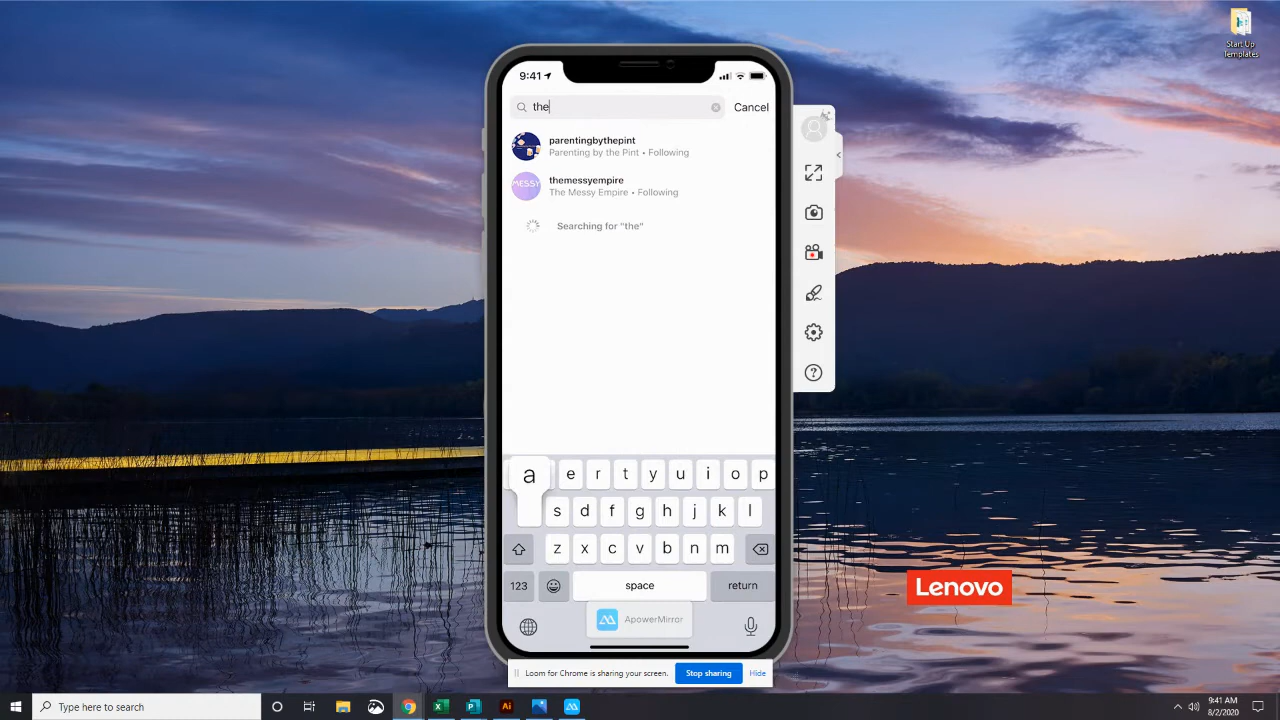 Start Up
Templates
9:41
the
Cancel
parentingbythepint
Parenting by the Pint • Following
MESSY
themessyempire
The Messy Empire • Following
Searching for "the"
a e r t y u i o p
s d f g h j k l
z x c v b n m
123 space return
ApowerMirror
Lenovo
Loom for Chrome is sharing your screen. Stop sharing Hide
Type here to search
Ai
9:41 AM
8/2/2020